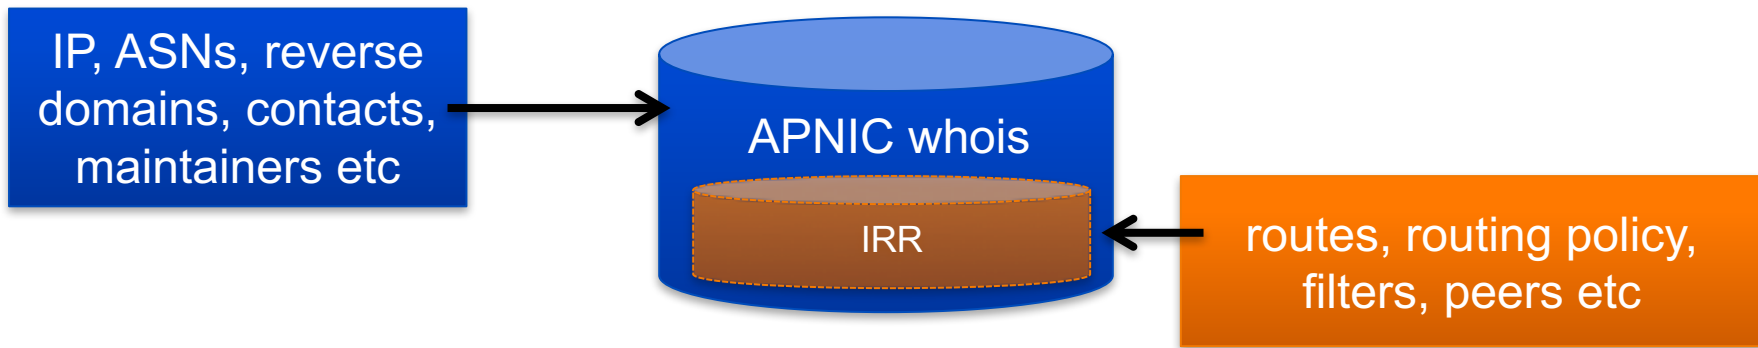 IP, ASNs, reverse
domains, contacts,
maintainers etc
APNIC whois
IRR
routes, routing policy,
filters, peers etc